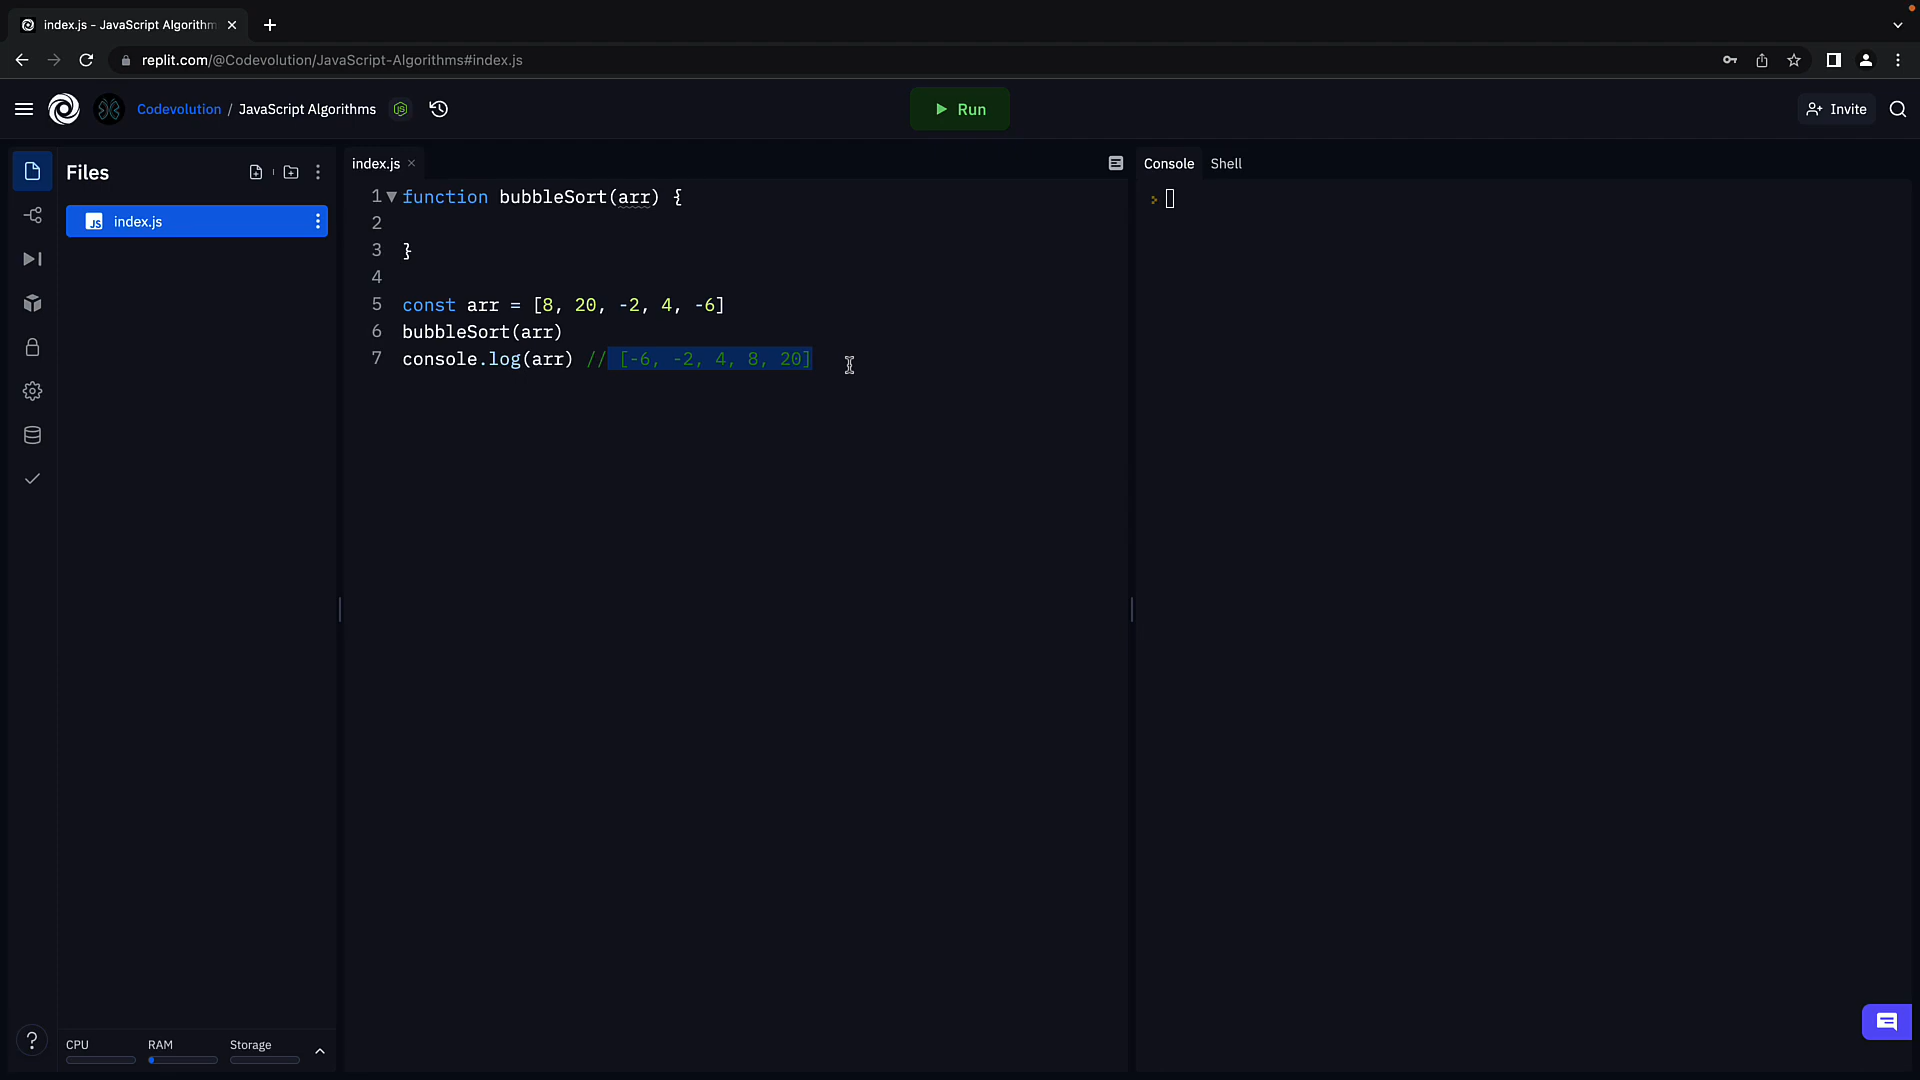 index.js - JavaScript Algorithm
replit.com/@Codevolution/JavaScript-Algorithms#index.js
Codevolution / JavaScript Algorithms
Run
Invite
Files
index.js
Console
Shell
JS index.js
1 function bubbleSort(arr) {
2
3 }
4
5 const arr = [8, 20, -2, 4, -6]
6 bubbleSort(arr)
7 console.log(arr) // [-6, -2, 4, 8, 20]
?
CPU
RAM
Storage